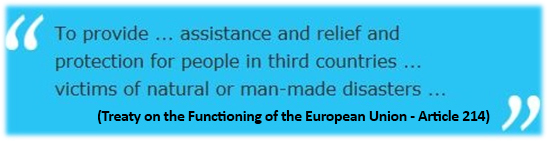 “ To provide ... assistance and relief and
protection for people in third countries ...
victims of natural or man-made disasters ... ”
(Treaty on the Functioning of the European Union - Article 214)